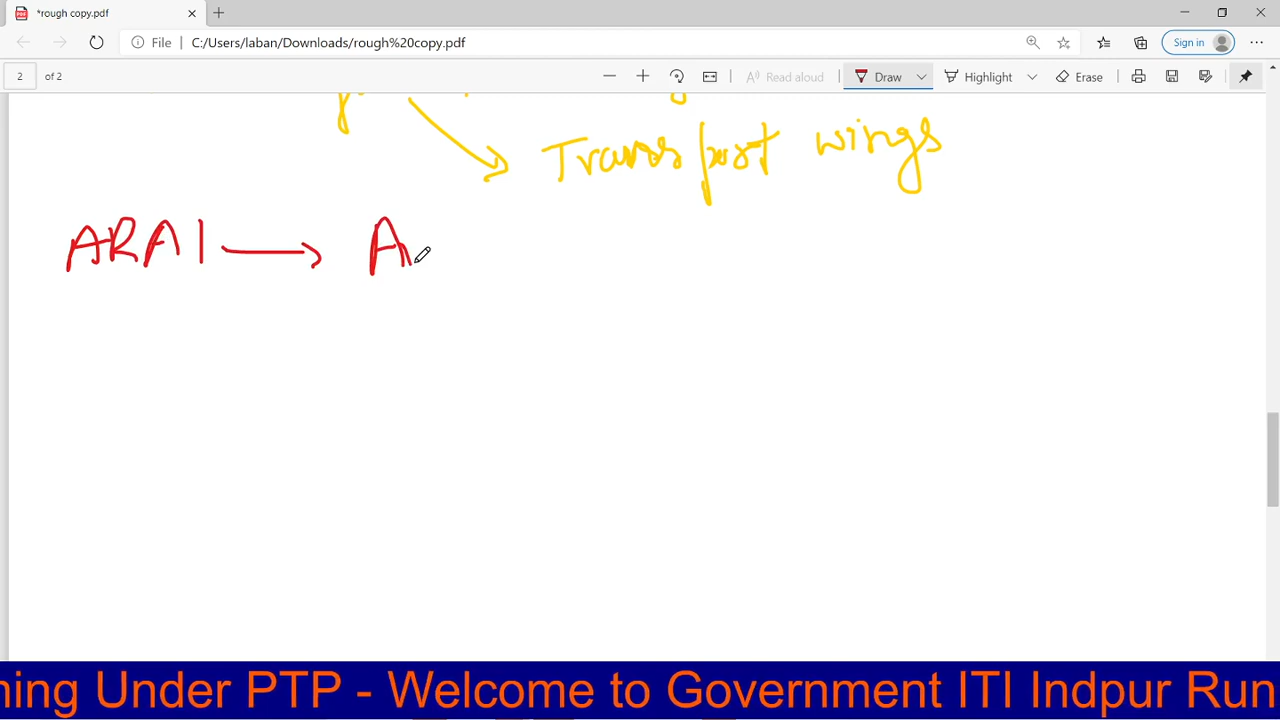 *rough copy.pdf
File C:/Users/laban/Downloads/rough%20copy.pdf Sign in
2 of 2 Read aloud Draw Highlight Erase
Transport wings
ARAI → A
ning Under PTP - Welcome to Government ITI Indpur Run